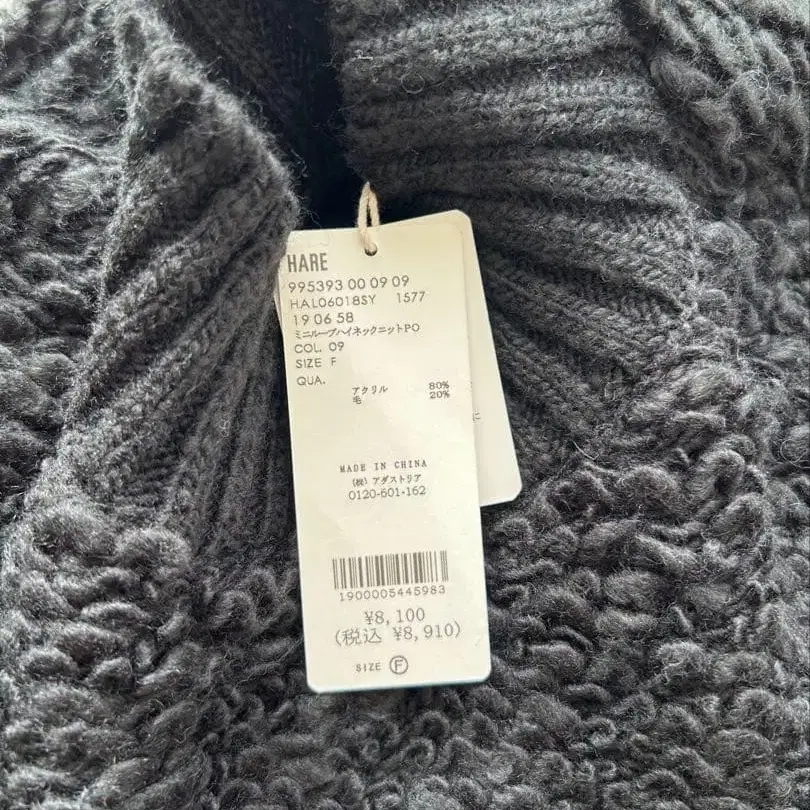 HARE
995393 00 09 09
HAL06018SY 1577
19 06 58
ミニループハイネックニットPO
COL. 09
SIZE F
QUA.
アクリル 80%
毛 20%
MADE IN CHINA
(株) アダストリア
0120-601-162
1900005445983
¥8,100
(税込 ¥8,910)
SIZE F
に